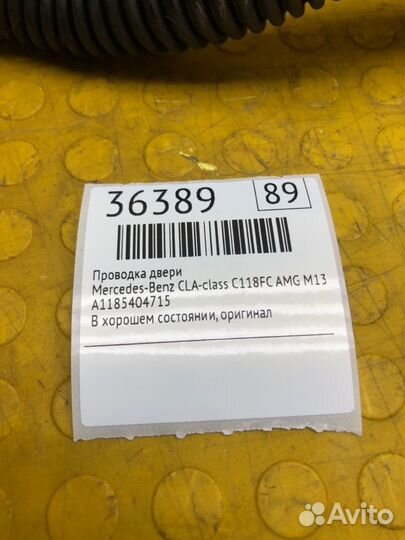 36389 89
Проводка двери
Mercedes-Benz CLA-class C118FC AMG M13
A1185404715
В хорошем состоянии, оригинал
Avito